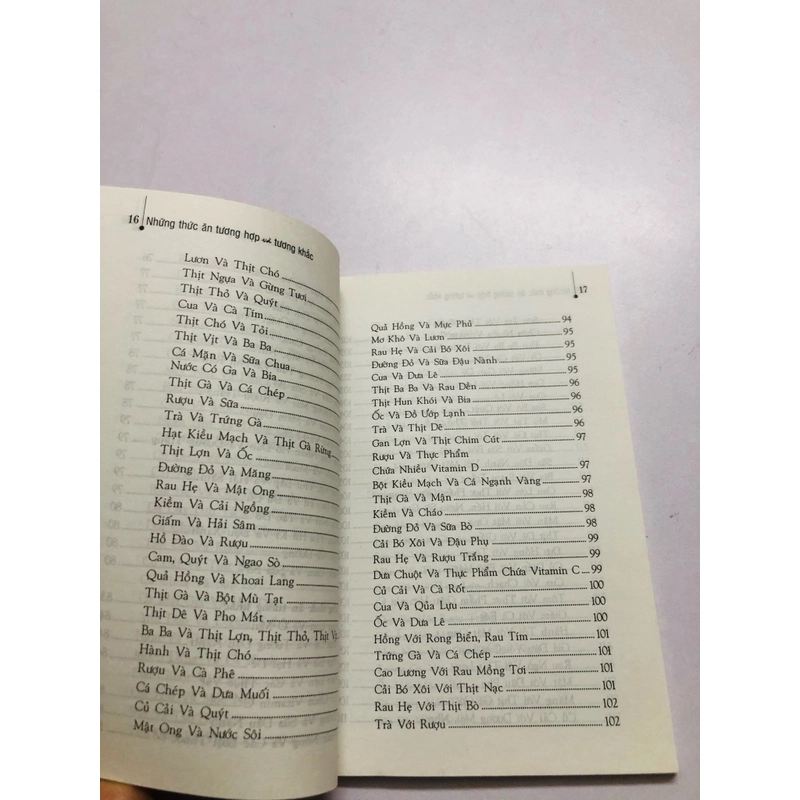 16 Những thức ăn tương hợp và tương khắc
Lươn Và Thịt Chó
Thịt Ngựa Và Gừng Tươi
Thịt Thỏ Và Quýt
Cua Và Cà Tím
Thịt Chó Và Tỏi
Thịt Vịt Và Ba Ba
Cá Mặn Và Sữa Chua
Nước Có Ga Và Bia
Thịt Gà Và Cá Chép
Rượu Và Sữa
Trà Và Trứng Gà
Hạt Kiều Mạch Và Thịt Gà Rừng
Thịt Lợn Và Ốc
Đường Đỏ Và Măng
Rau Hẹ Và Mật Ong
Kiềm Và Cải Ngồng
Giấm Và Hải Sâm
Hồ Đào Và Rượu
Cam, Quýt Và Ngao Sò
Quả Hồng Và Khoai Lang
Thịt Gà Và Bột Mù Tạt
Thịt Dê Và Pho Mát
Ba Ba Và Thịt Lợn, Thịt Thỏ, Thịt Vịt
Hành Và Thịt Chó
Rượu Và Cà Phê
Cá Chép Và Dưa Muối
Củ Cải Và Quýt
Mật Ong Và Nước Sôi
17
Quả Hồng Và Mực Phủ 94
Mơ Khô Và Lươn 95
Rau Hẹ Và Cải Bó Xôi 95
Đường Đỏ Và Sữa Đậu Nành 95
Cua Và Dưa Lê 95
Thịt Ba Ba Và Rau Dền 96
Thịt Hun Khói Và Bia 96
Ốc Và Đồ Ướp Lạnh 96
Trà Và Thịt Dê 96
Gan Lợn Và Thịt Chim Cút 97
Rượu Và Thực Phẩm
Chứa Nhiều Vitamin D 97
Bột Kiều Mạch Và Cá Ngạnh Vàng 97
Thịt Gà Và Mận 98
Kiềm Và Cháo 98
Đường Đỏ Và Sữa Bò 98
Cải Bó Xôi Và Đậu Phụ 99
Rau Hẹ Và Rượu Trắng 99
Dưa Chuột Và Thực Phẩm Chứa Vitamin C 99
Củ Cải Và Cà Rốt 100
Cua Và Qủa Lựu 100
Ốc Và Dưa Lê 100
Hồng Với Rong Biển, Rau Tím 101
Trứng Gà Và Cá Chép 101
Cao Lương Với Rau Mồng Tơi 101
Cải Bó Xôi Với Thịt Nạc 101
Rau Hẹ Với Thịt Bò 102
Trà Với Rượu 102